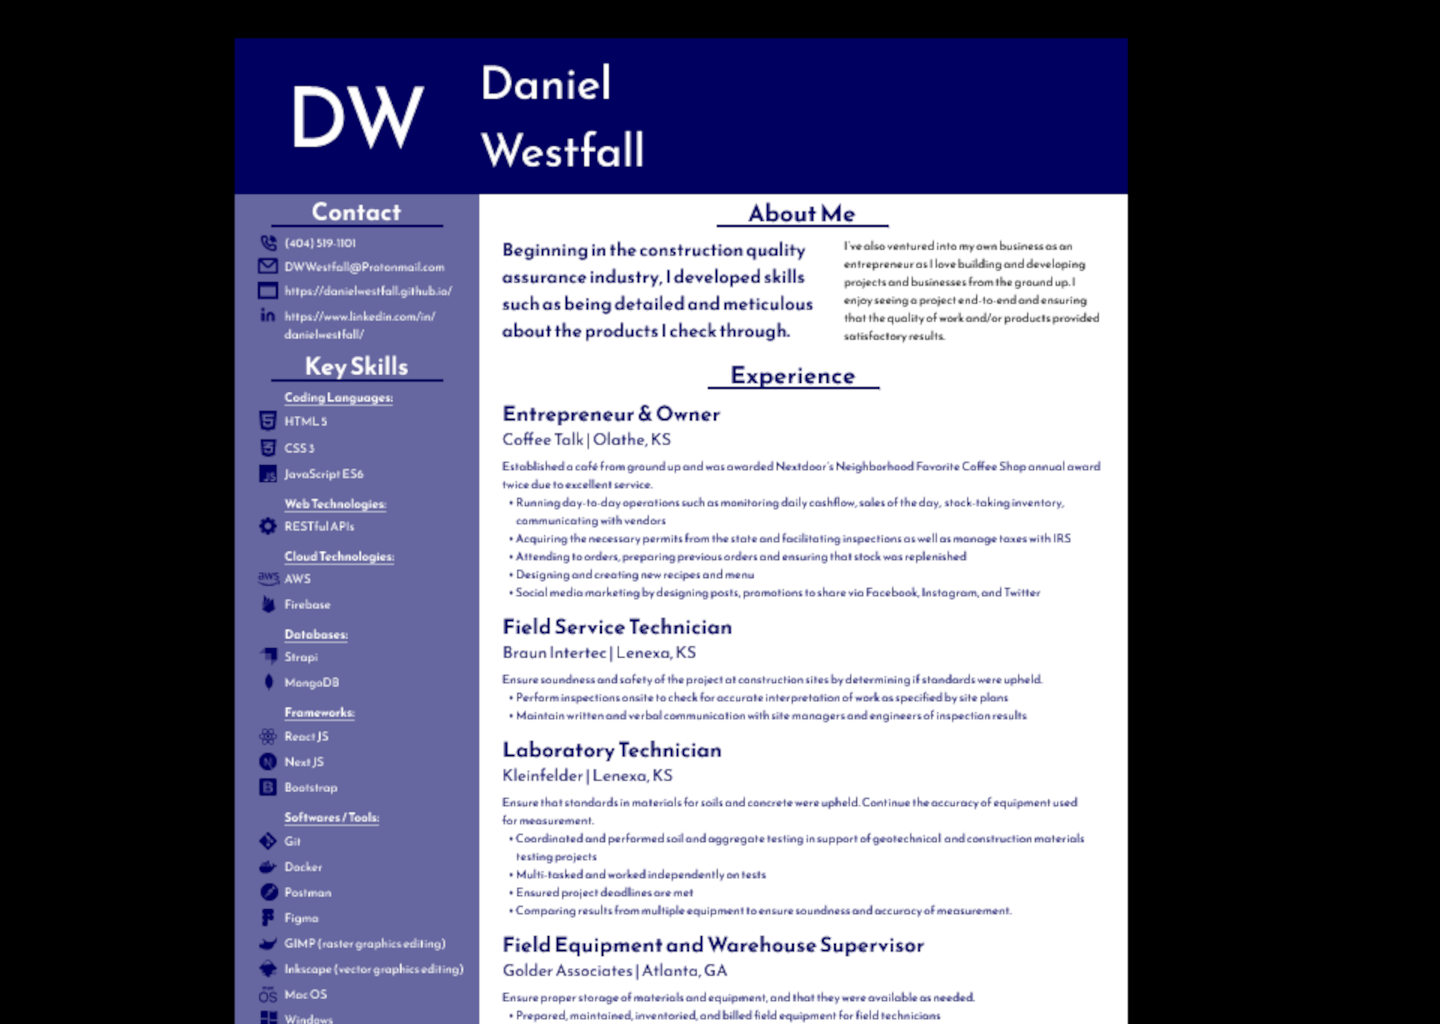 DW
Daniel
Westfall
Contact
(404) 519-1101
DWWestfall@Protonmail.com
https://danielwestfall.github.io/
https://www.linkedin.com/in/
danielwestfall/
Key Skills
Coding Languages:
HTML 5
CSS 3
JavaScript ES6
Web Technologies:
RESTful APIs
Cloud Technologies:
aws AWS
Firebase
Databases:
Strapi
MongoDB
Frameworks:
React JS
Next JS
Bootstrap
Softwares / Tools:
Git
Docker
Postman
Figma
GIMP (raster graphics editing)
Inkscape (vector graphics editing)
Mac OS
Windows
About Me
Beginning in the construction quality
assurance industry, I developed skills
such as being detailed and meticulous
about the products I check through.
I've also ventured into my own business as an
entrepreneur as I love building and developing
projects and businesses from the ground up. I
enjoy seeing a project end-to-end and ensuring
that the quality of work and/or products provided
satisfactory results.
Experience
Entrepreneur & Owner
Coffee Talk | Olathe, KS
Established a café from ground up and was awarded Nextdoor's Neighborhood Favorite Coffee Shop annual award
twice due to excellent service.
• Running day-to-day operations such as monitoring daily cashflow, sales of the day, stock-taking inventory,
communicating with vendors
• Acquiring the necessary permits from the state and facilitating inspections as well as manage taxes with IRS
• Attending to orders, preparing previous orders and ensuring that stock was replenished
• Designing and creating new recipes and menu
• Social media marketing by designing posts, promotions to share via Facebook, Instagram, and Twitter
Field Service Technician
Braun Intertec | Lenexa, KS
Ensure soundness and safety of the project at construction sites by determining if standards were upheld.
• Perform inspections onsite to check for accurate interpretation of work as specified by site plans
• Maintain written and verbal communication with site managers and engineers of inspection results
Laboratory Technician
Kleinfelder | Lenexa, KS
Ensure that standards in materials for soils and concrete were upheld. Continue the accuracy of equipment used
for measurement.
• Coordinated and performed soil and aggregate testing in support of geotechnical and construction materials
testing projects
• Multi-tasked and worked independently on tests
• Ensured project deadlines are met
• Comparing results from multiple equipment to ensure soundness and accuracy of measurement.
Field Equipment and Warehouse Supervisor
Golder Associates | Atlanta, GA
Ensure proper storage of materials and equipment, and that they were available as needed.
• Prepared, maintained, inventoried, and billed field equipment for field technicians